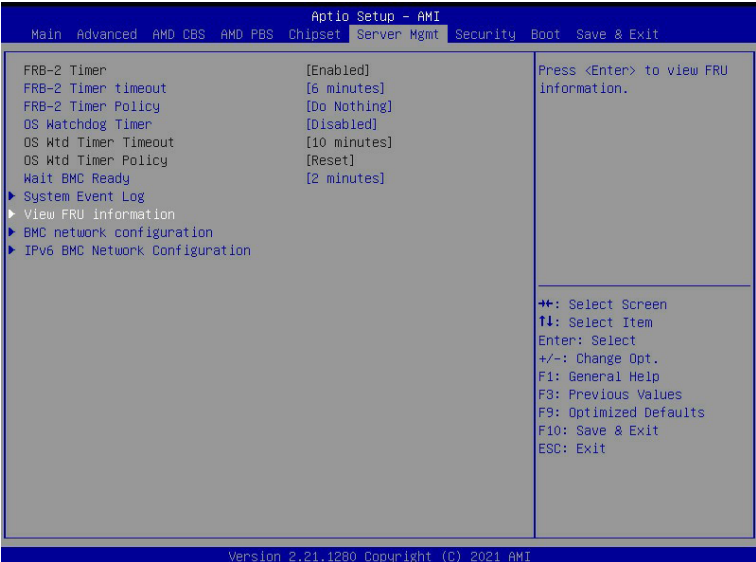 Aptio Setup – AMI
Main Advanced AMD CBS AMD PBS Chipset Server Mgmt Security Boot Save & Exit
FRB-2 Timer [Enabled]
FRB-2 Timer timeout [6 minutes]
FRB-2 Timer Policy [Do Nothing]
OS Watchdog Timer [Disabled]
OS Wtd Timer Timeout [10 minutes]
OS Wtd Timer Policy [Reset]
Wait BMC Ready [2 minutes]
System Event Log
View FRU information
BMC network configuration
IPv6 BMC Network Configuration
Press <Enter> to view FRU
information.
→←: Select Screen
↑↓: Select Item
Enter: Select
+/-: Change Opt.
F1: General Help
F3: Previous Values
F9: Optimized Defaults
F10: Save & Exit
ESC: Exit
Version 2.21.1280 Copyright (C) 2021 AMI